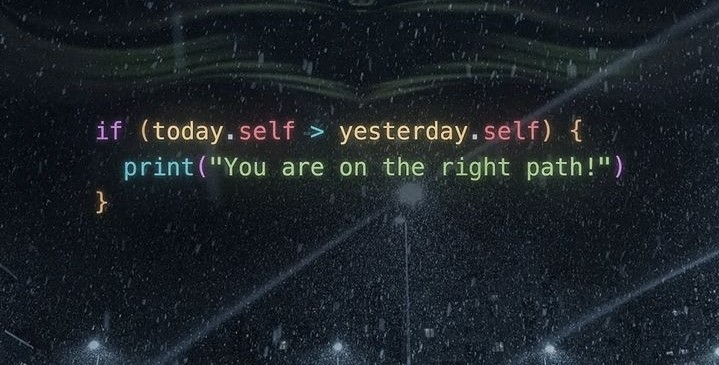 if (today.self > yesterday.self) {
  print("You are on the right path!")
}